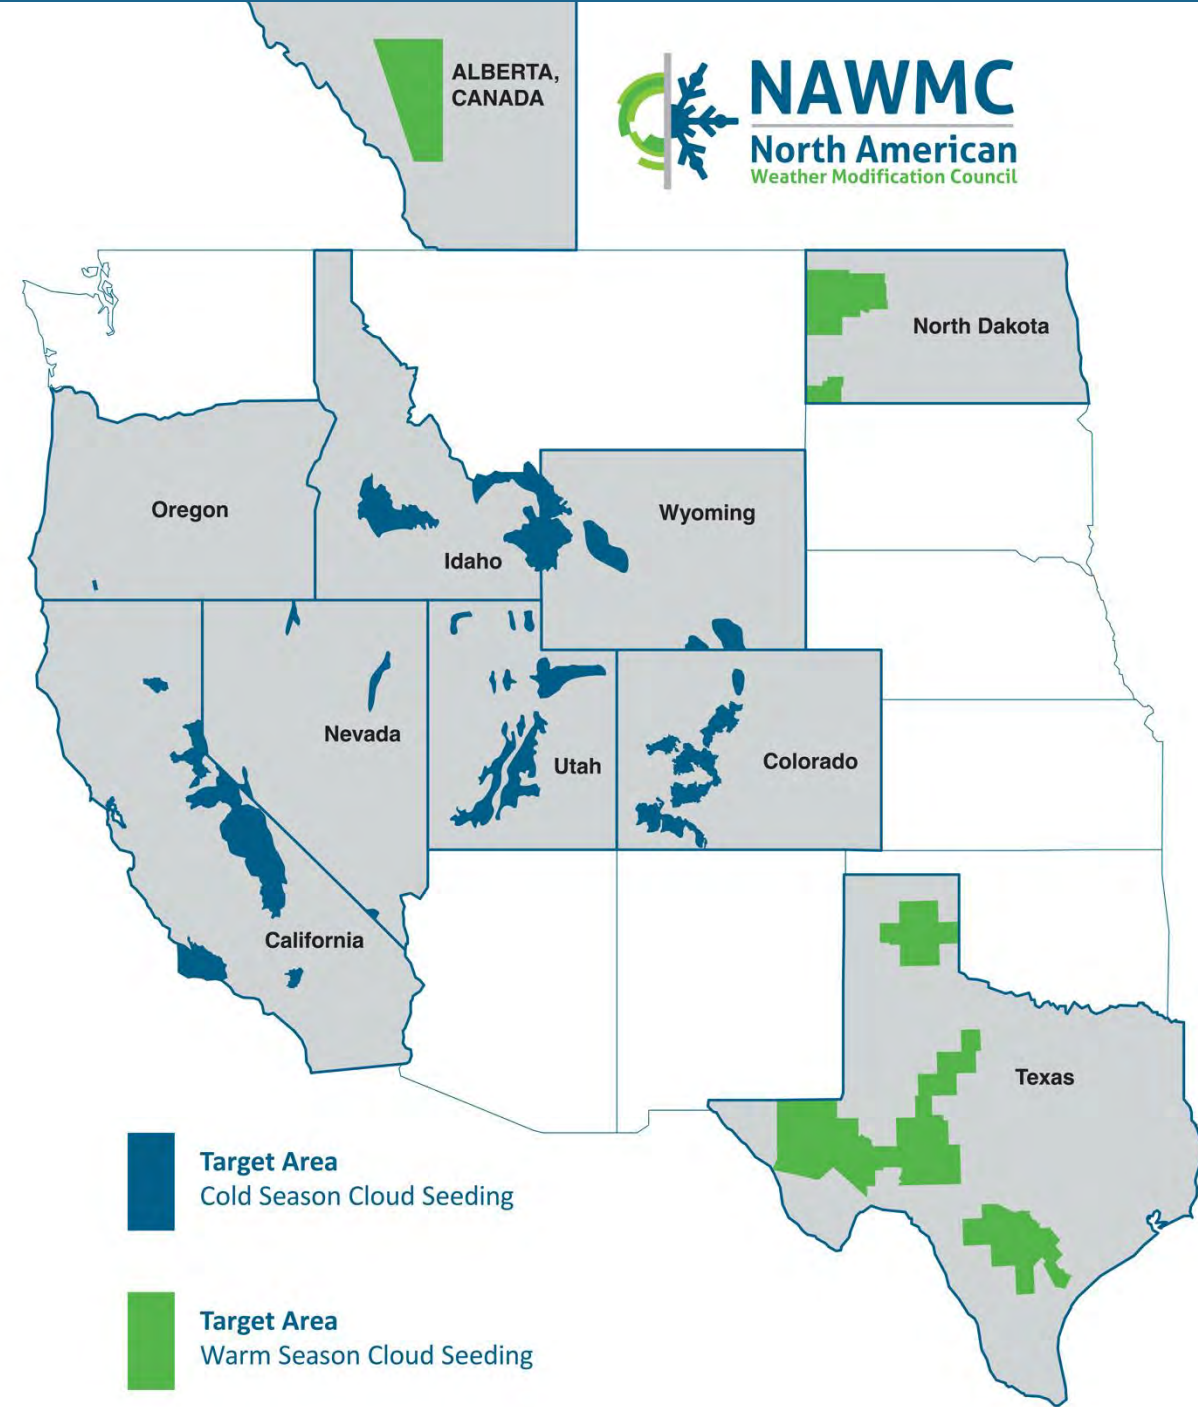 ALBERTA,
CANADA
NAWMC
North American
Weather Modification Council
North Dakota
Oregon
Wyoming
Idaho
Nevada
Utah
Colorado
California
Texas
Target Area
Cold Season Cloud Seeding
Target Area
Warm Season Cloud Seeding